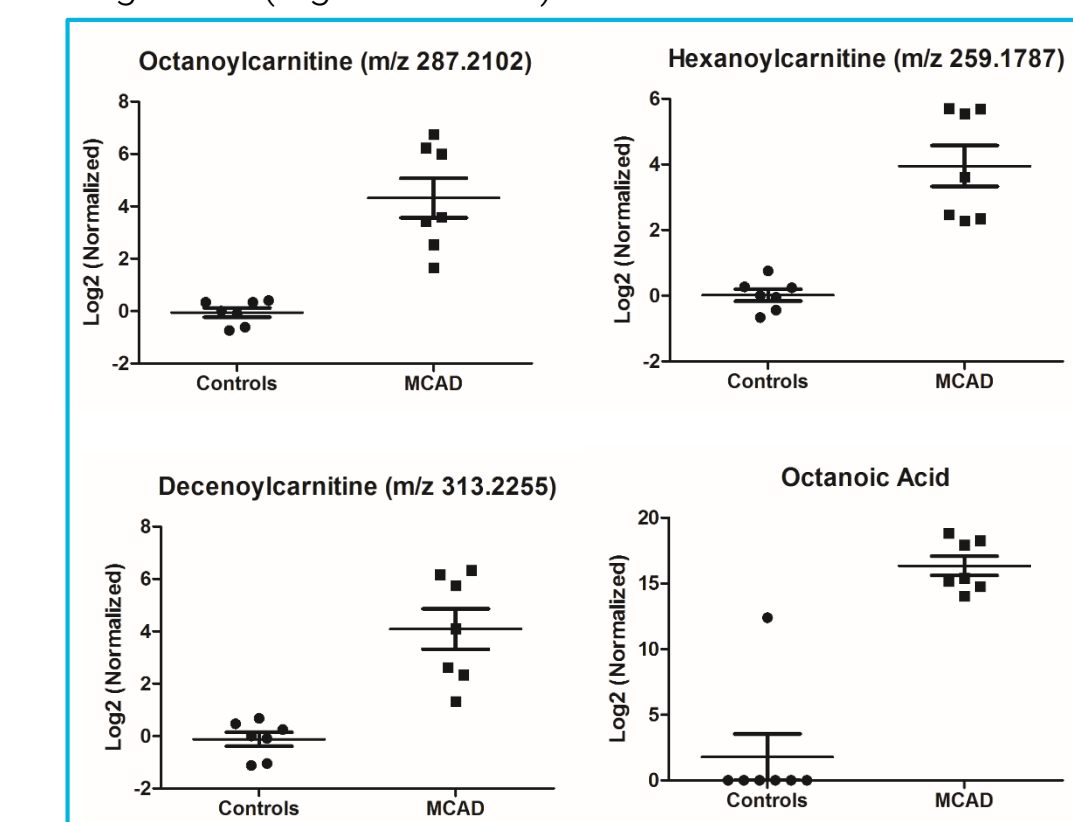 Octanoylcarnitine (m/z 287.2102)
Log2 (Normalized)
8
6
4
2
0
-2
Controls
MCAD
Hexanoylcarnitine (m/z 259.1787)
Log2 (Normalized)
6
4
2
0
-2
Controls
MCAD
Decenoylcarnitine (m/z 313.2255)
Log2 (Normalized)
8
6
4
2
0
-2
Controls
MCAD
Octanoic Acid
Log2 (Normalized)
20
15
10
5
0
Controls
MCAD